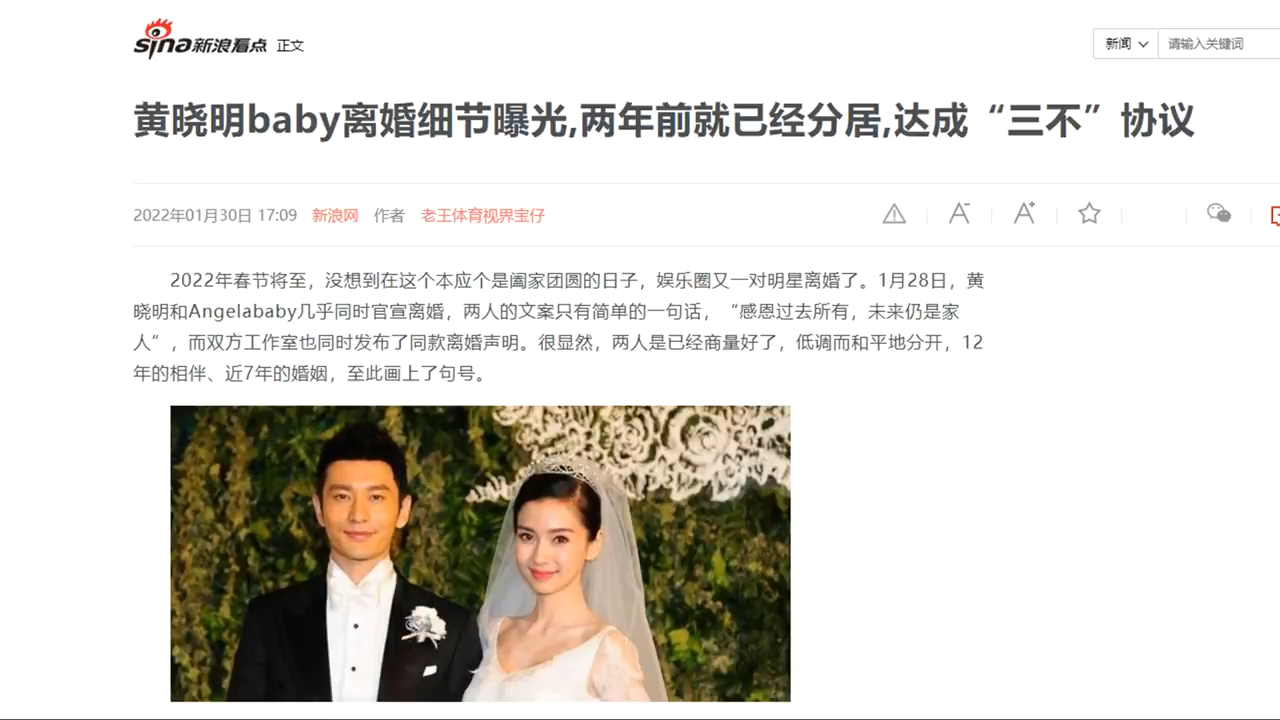 sina新浪看点 正文
新闻 请输入关键词
黄晓明baby离婚细节曝光,两年前就已经分居,达成“三不”协议
2022年01月30日 17:09 新浪网 作者 老王体育视界宝仔
A- A+
2022年春节将至，没想到在这个本应个是阖家团圆的日子，娱乐圈又一对明星离婚了。1月28日，黄
晓明和Angelababy几乎同时官宣离婚，两人的文案只有简单的一句话，“感恩过去所有，未来仍是家
人”，而双方工作室也同时发布了同款离婚声明。很显然，两人是已经商量好了，低调而和平地分开，12
年的相伴、近7年的婚姻，至此画上了句号。